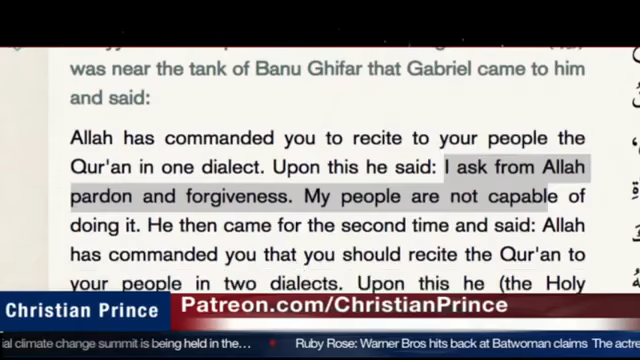 was near the tank of Banu Ghifar that Gabriel came to him
and said:
Allah has commanded you to recite to your people the
Qur'an in one dialect. Upon this he said: I ask from Allah
pardon and forgiveness. My people are not capable of
doing it. He then came for the second time and said: Allah
has commanded you that you should recite the Qur'an to
your people in two dialects. Upon this he (the Holy
Christian Prince
Patreon.com/ChristianPrince
ial climate change summit is being held in the... Ruby Rose: Warner Bros hits back at Batwoman claims The actre